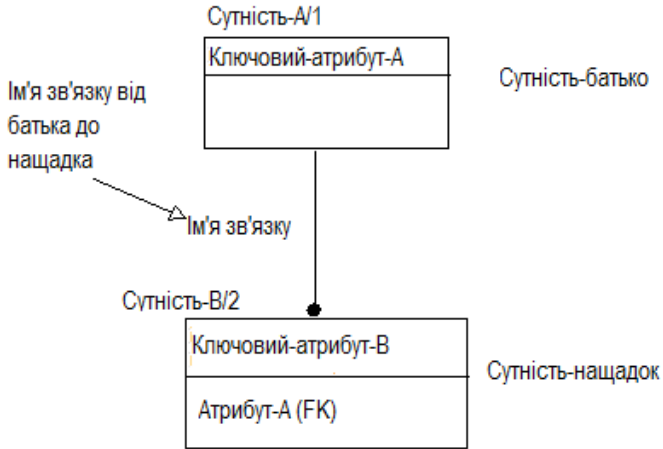 Сутність-А/1
Ключовий-атрибут-А
Сутність-батько
Ім'я зв'язку від
батька до
нащадка
Ім'я зв'язку
Сутність-В/2
Ключовий-атрибут-В
Сутність-нащадок
Атрибут-А (FK)